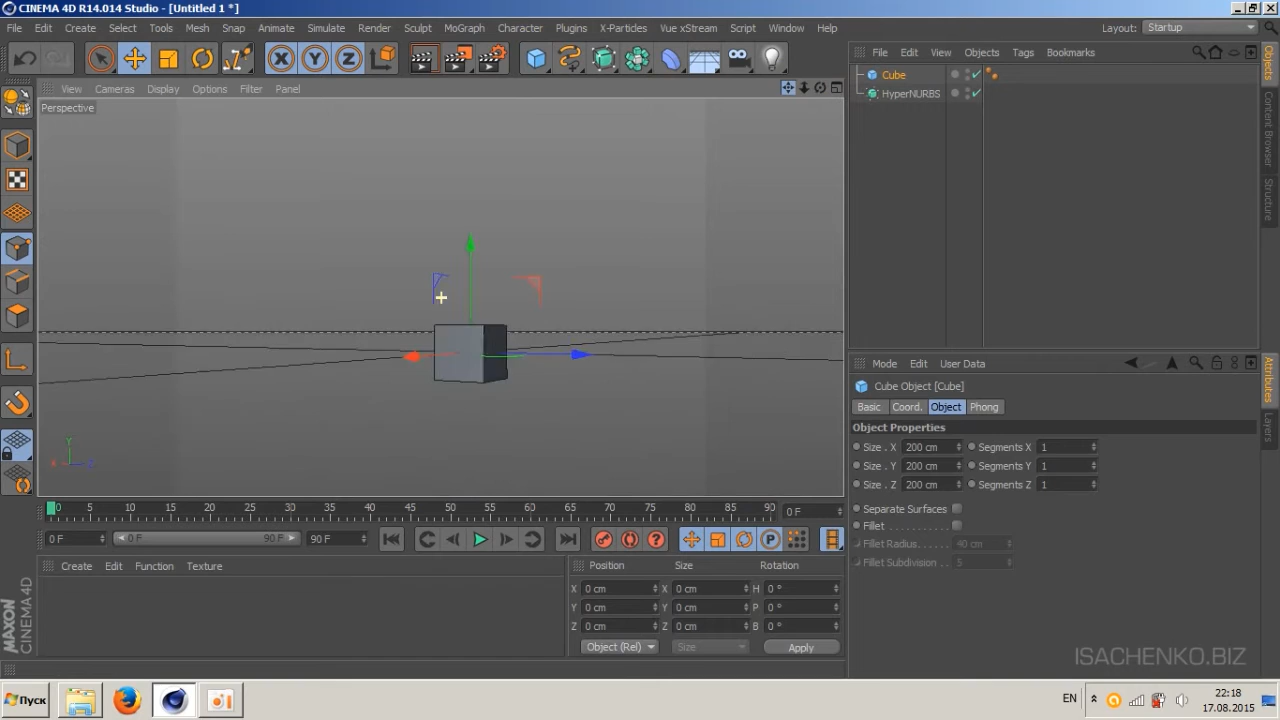 CINEMA 4D R14.014 Studio - [Untitled 1 *]
File Edit Create Select Tools Mesh Snap Animate Simulate Render Sculpt MoGraph Character Plugins X-Particles Vue xStream Script Window Help Layout: Startup
X Y Z
File Edit View Objects Tags Bookmarks
Cube
HyperNURBS
Objects
Content Browser
Structure
View Cameras Display Options Filter Panel
Perspective
Y
X Z
Mode Edit User Data
Cube Object [Cube]
Basic Coord. Object Phong
Object Properties
Size . X 200 cm Segments X 1
Size . Y 200 cm Segments Y 1
Size . Z 200 cm Segments Z 1
Separate Surfaces
Fillet
Fillet Radius 40 cm
Fillet Subdivision 5
Attributes
Layers
0 5 10 15 20 25 30 35 40 45 50 55 60 65 70 75 80 85 90 0 F
0 F 0 F 90 F 90 F
P
Create Edit Function Texture
Position Size Rotation
X 0 cm X 0 cm H 0 °
Y 0 cm Y 0 cm P 0 °
Z 0 cm Z 0 cm B 0 °
Object (Rel) Size Apply
MAXON
CINEMA 4D
ISACHENKO.BIZ
Пуск EN 22:18
17.08.2015